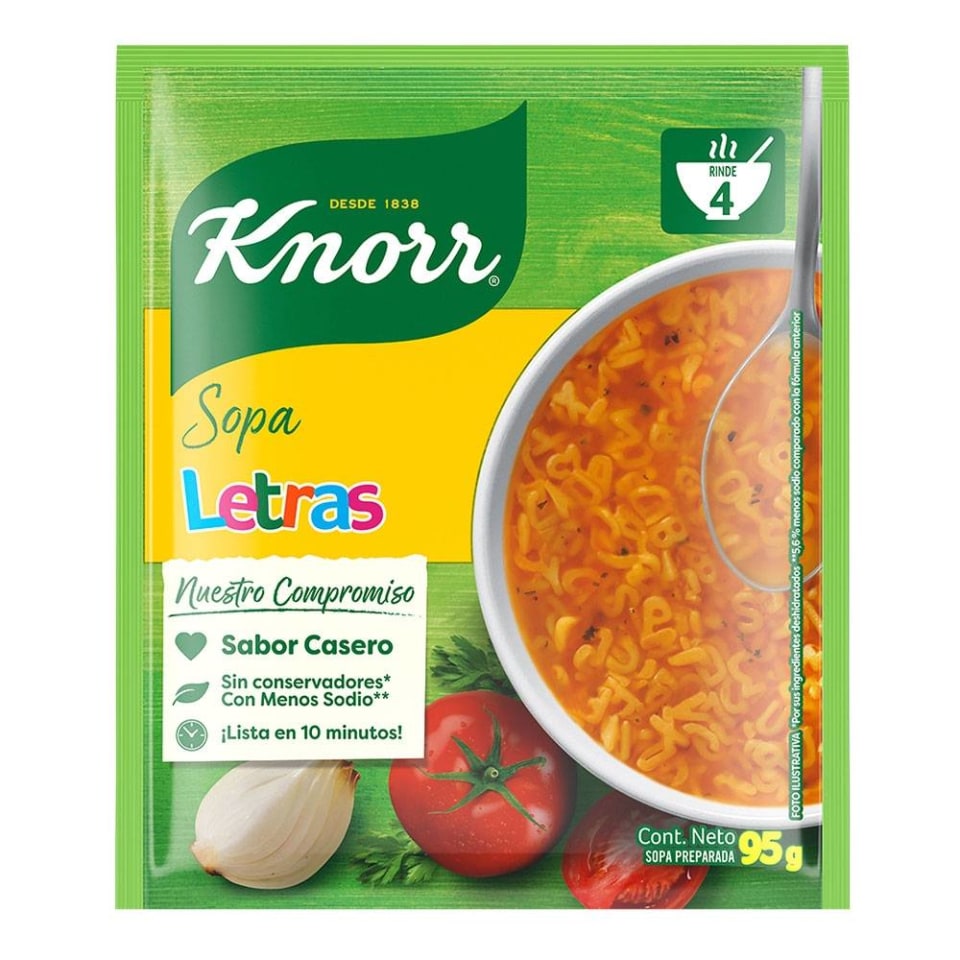 DESDE 1838
Knorr®
RINDE
4
Sopa
Letras
Nuestro Compromiso
Sabor Casero
Sin conservadores*
Con Menos Sodio**
¡Lista en 10 minutos!
Cont. Neto 95g
SOPA PREPARADA
FOTO ILUSTRATIVA *Por sus ingredientes deshidratados **5,6 % menos sodio comparado con la fórmula anterior